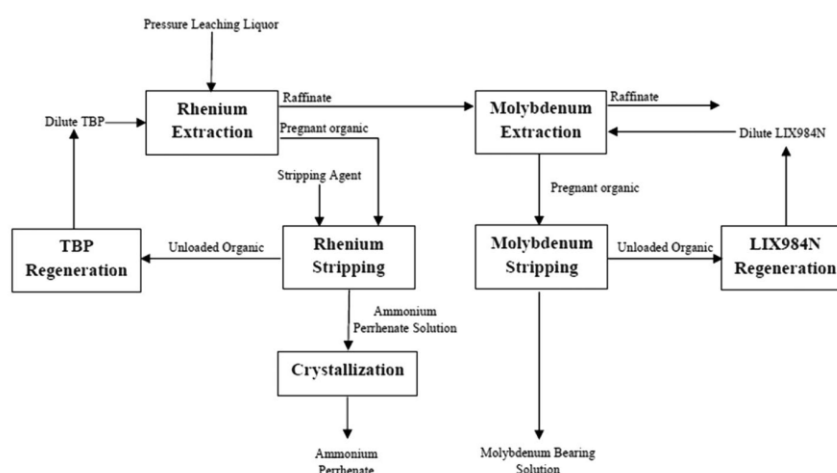 Pressure Leaching Liquor
Dilute TBP
Rhenium
Extraction
Raffinate
Pregnant organic
Molybdenum
Extraction
Raffinate
Dilute LIX984N
Stripping Agent
Pregnant organic
TBP
Regeneration
Unloaded Organic
Rhenium
Stripping
Molybdenum
Stripping
Unloaded Organic
LIX984N
Regeneration
Ammonium
Perrhenate Solution
Crystallization
Ammonium
Perrhenate
Molybdenum Bearing
Solution